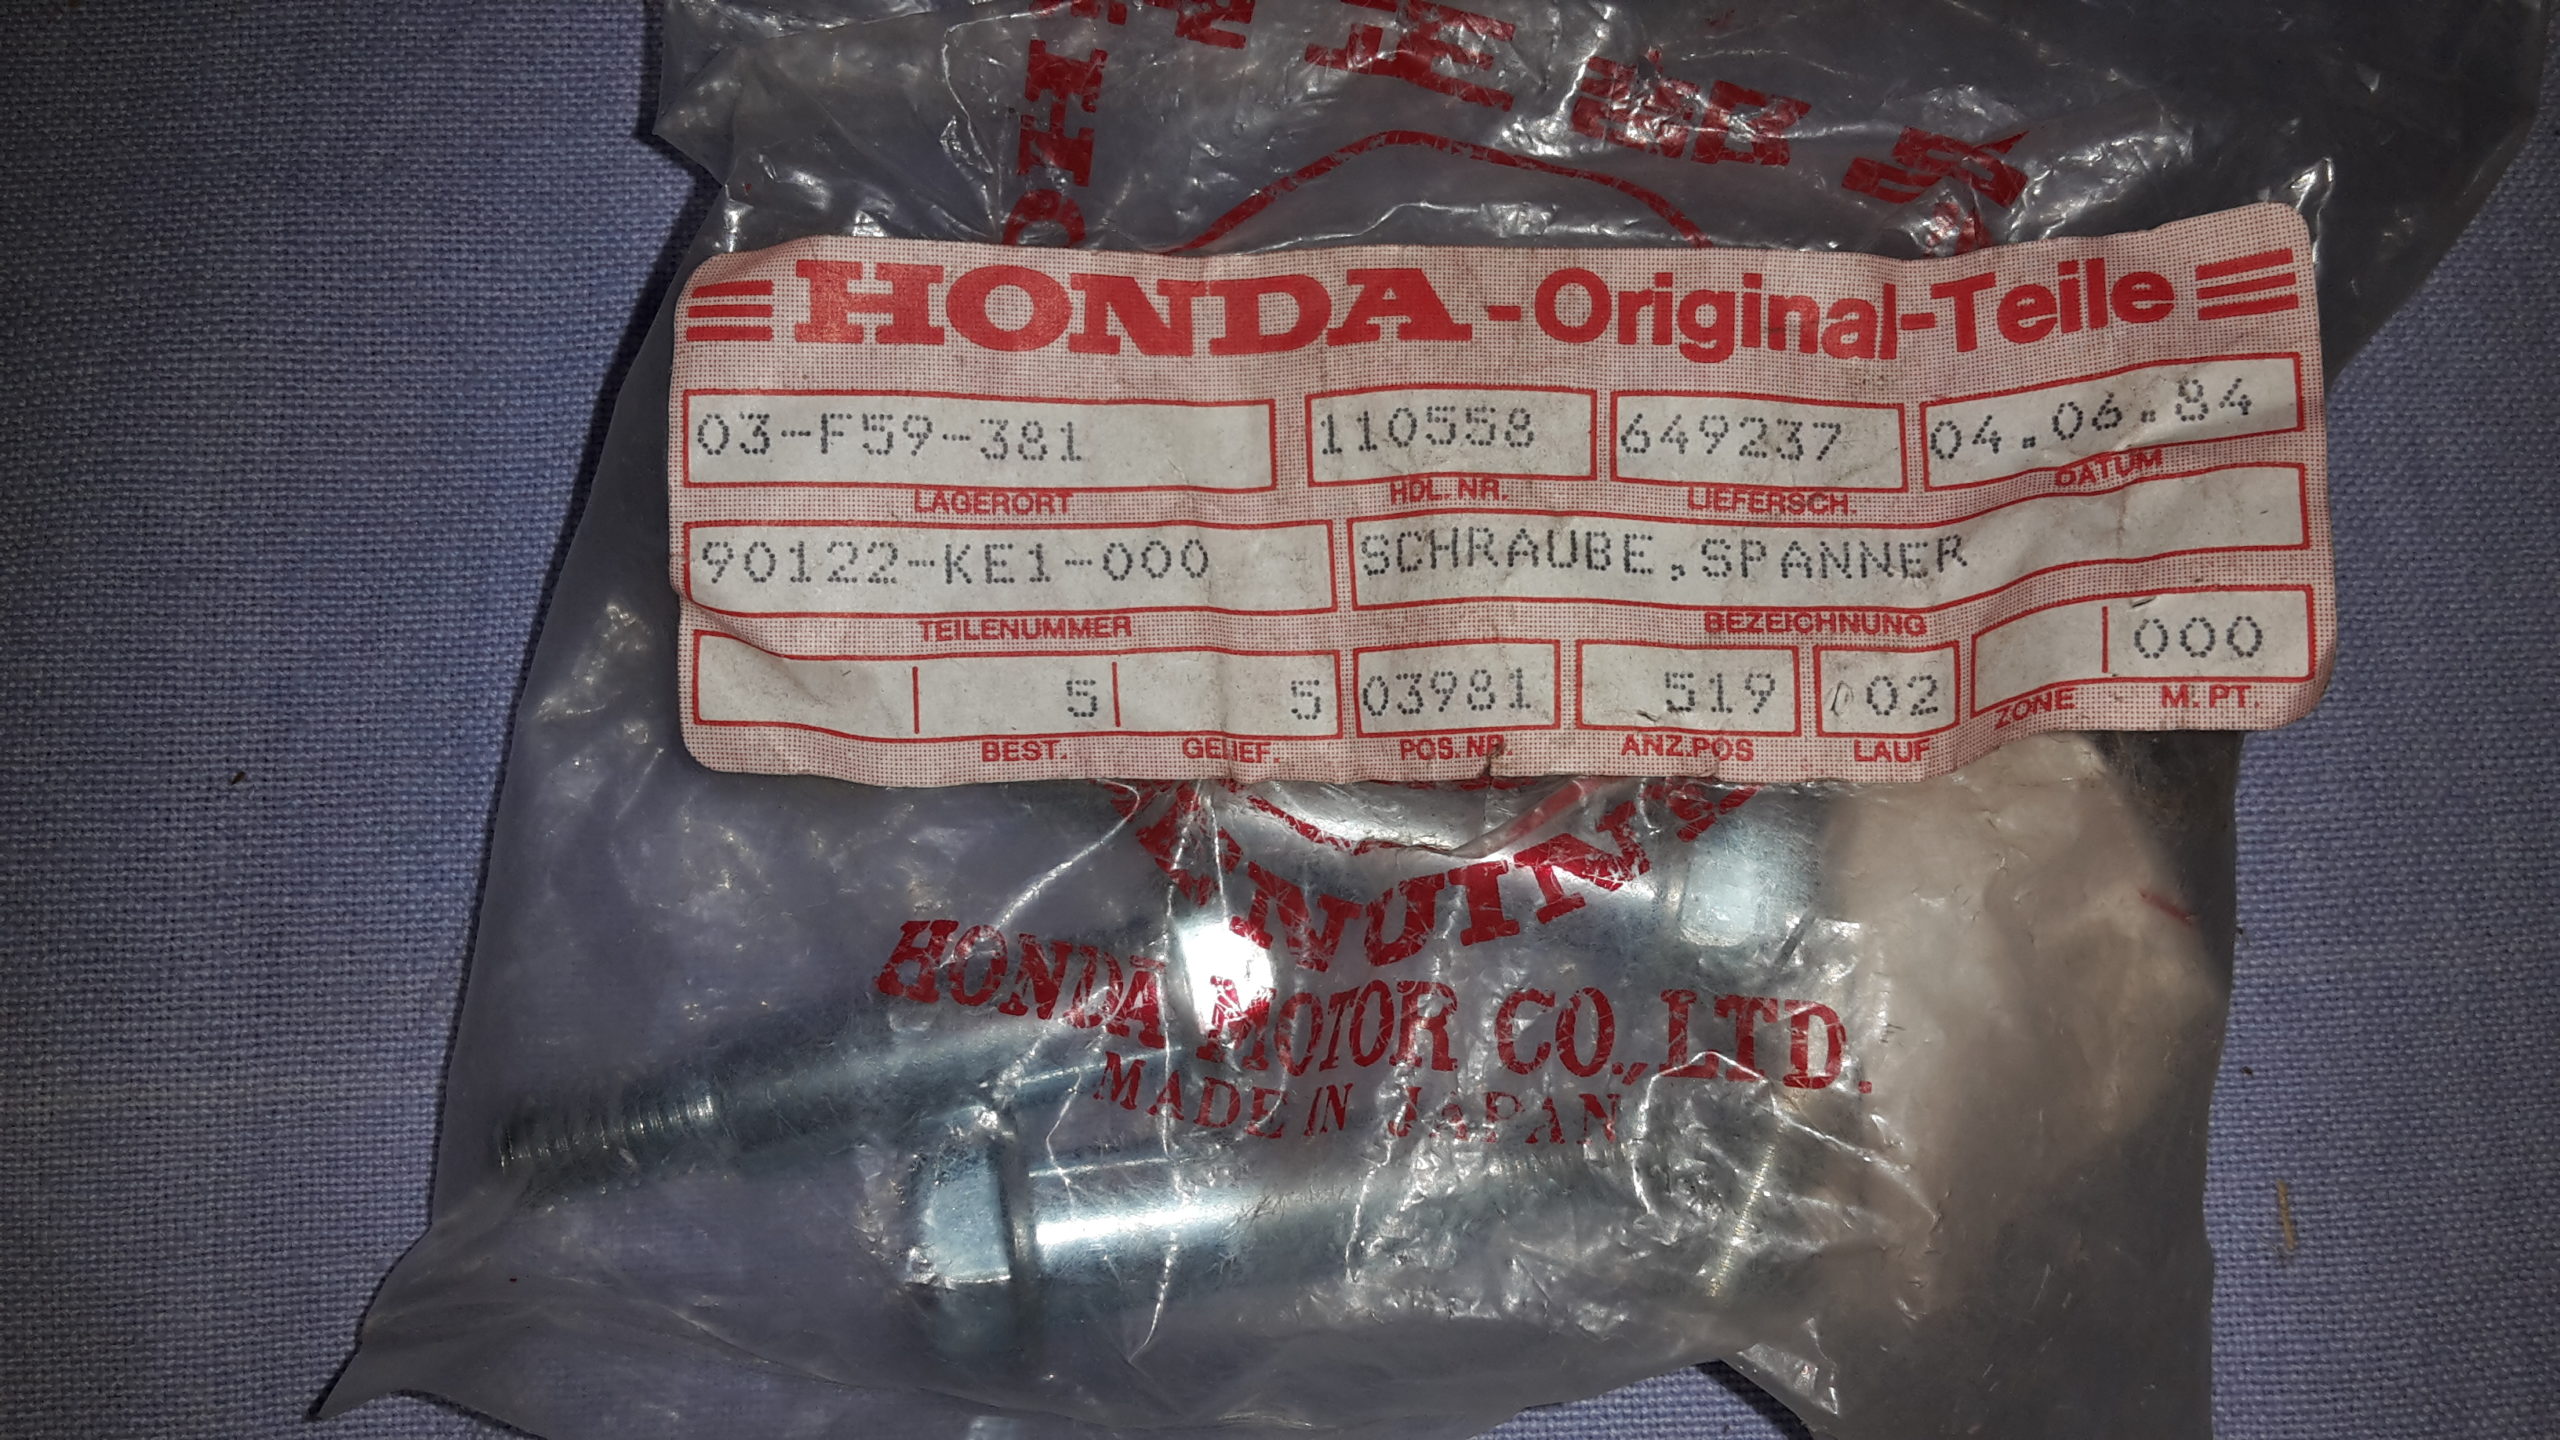 HONDA-Original-Teile
03-F59-381 110558 649237 04.06.84
LAGERORT HDL. NR. LIEFERSCH. DATUM
90122-KE1-000 SCHRAUBE,SPANNER
TEILENUMMER BEZEICHNUNG
5 5 03981 519 02 000
BEST. GELIEF. POS.NR. ANZ.POS LAUF ZONE M. PT.
HONDA MOTOR CO., LTD.
MADE IN JAPAN